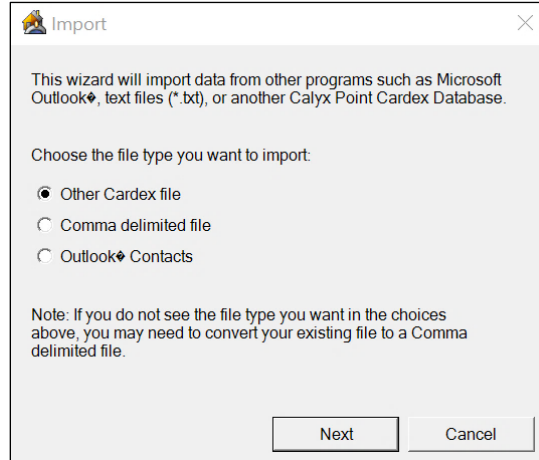 Import
This wizard will import data from other programs such as Microsoft
Outlook�, text files (*.txt), or another Calyx Point Cardex Database.
Choose the file type you want to import:
Other Cardex file
Comma delimited file
Outlook� Contacts
Note: If you do not see the file type you want in the choices
above, you may need to convert your existing file to a Comma
delimited file.
Next
Cancel